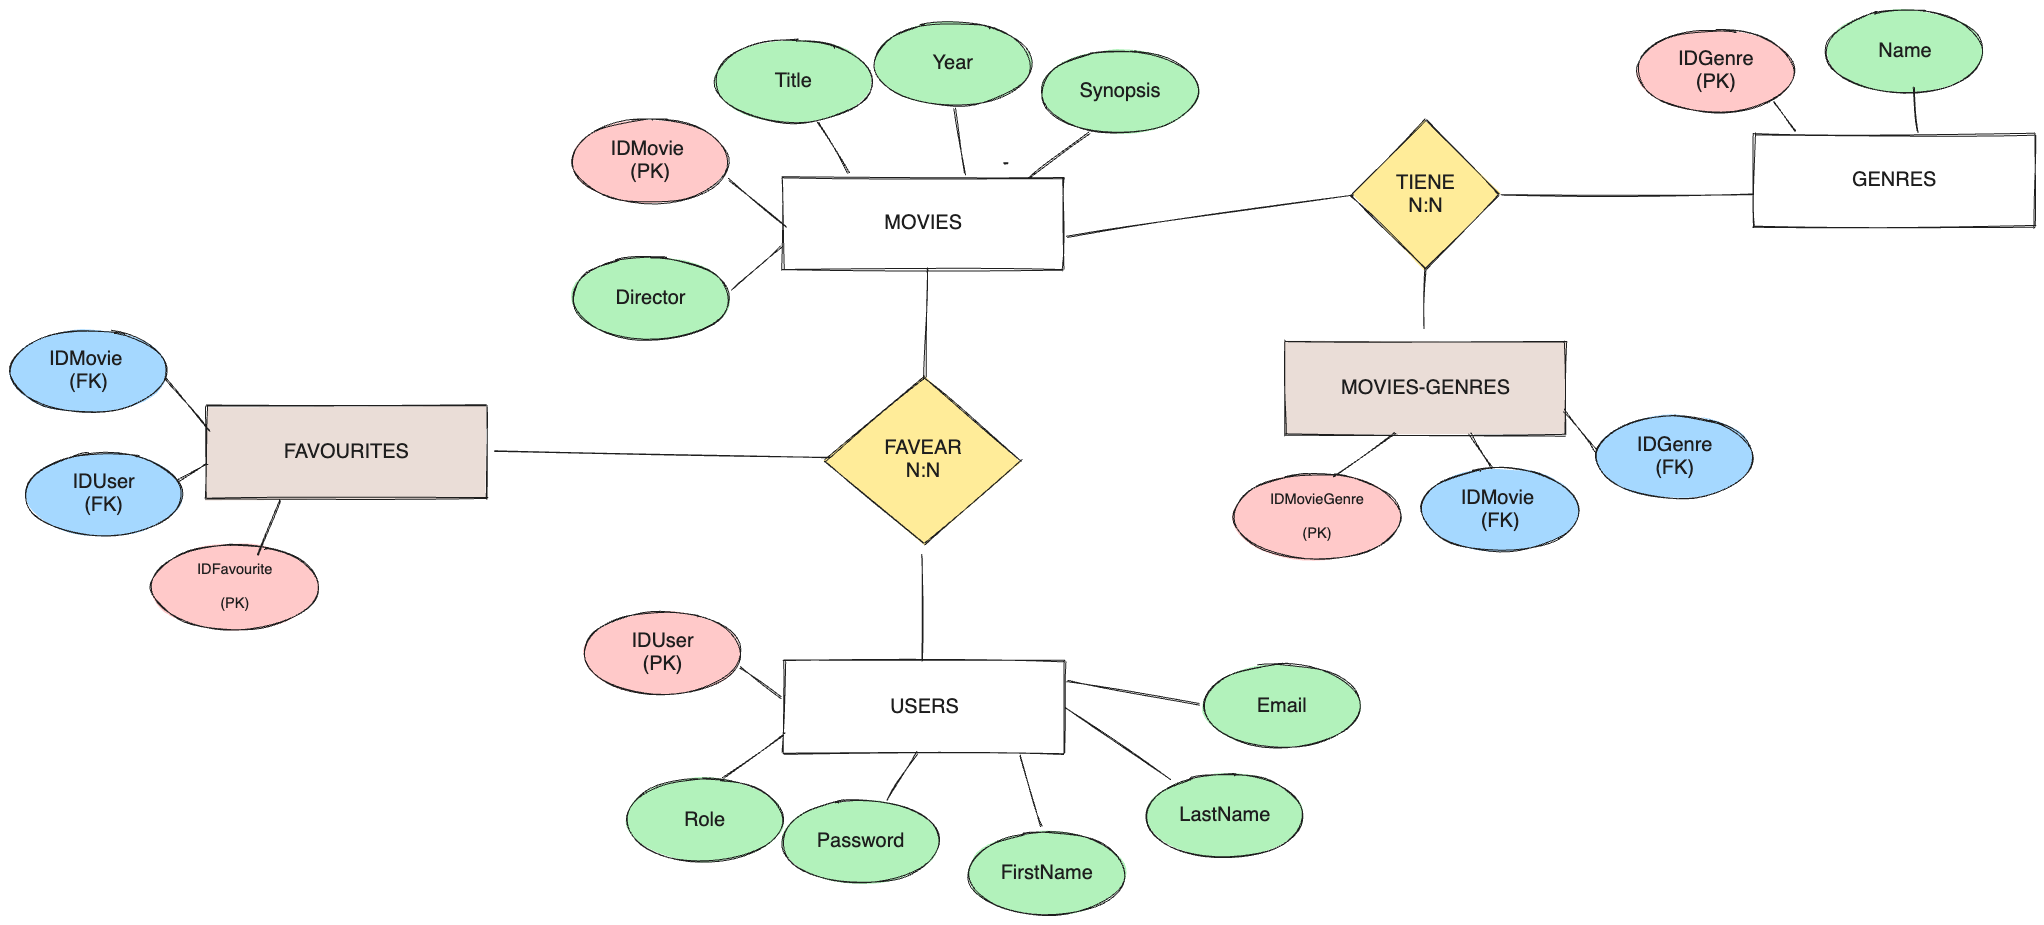 Title
Year
Synopsis
IDMovie
(PK)
Director
MOVIES
TIENE
N:N
IDGenre
(PK)
Name
GENRES
MOVIES-GENRES
IDMovieGenre
(PK)
IDMovie
(FK)
IDGenre
(FK)
IDMovie
(FK)
IDUser
(FK)
FAVOURITES
IDFavourite
(PK)
FAVEAR
N:N
IDUser
(PK)
USERS
Email
LastName
FirstName
Password
Role